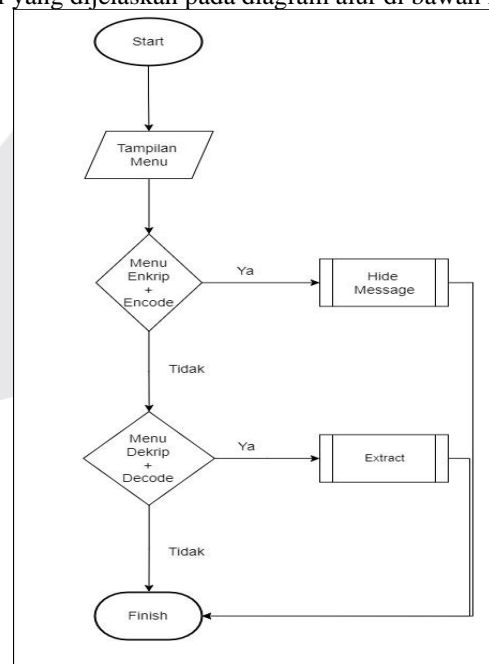 yang dijelaskan pada diagram alur di bawah
Start
Tampilan
Menu
Menu
Enkrip
+
Encode
Ya
Hide
Message
Tidak
Menu
Dekrip
+
Decode
Ya
Extract
Tidak
Finish